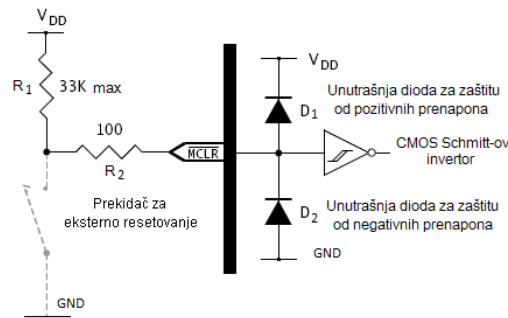 VDD
R1
33K max
100
R2
MCLR
Prekidač za
eksterno resetovanje
GND
VDD
D1
Unutrašnja dioda za zaštitu
od pozitivnih prenapona
CMOS Schmitt-ov
invertor
D2
Unutrašnja dioda za zaštitu
od negativnih prenapona
GND